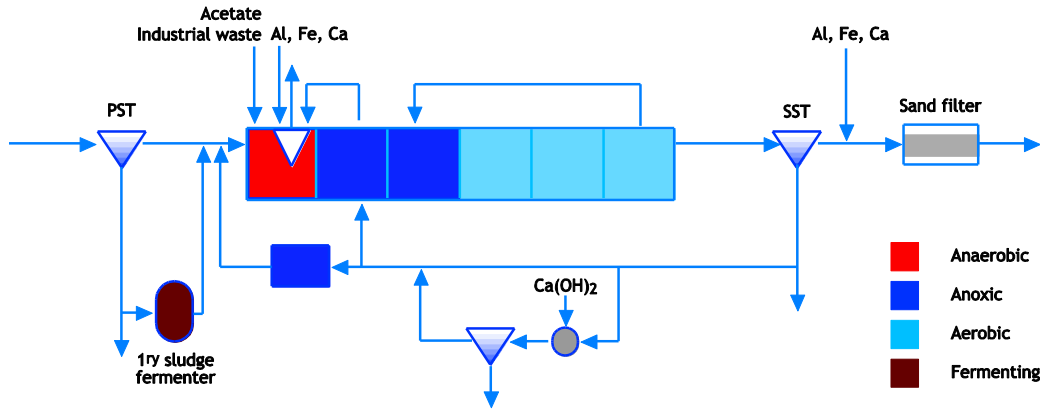 Acetate
Industrial waste
Al, Fe, Ca
Al, Fe, Ca
PST
SST
Sand filter
Ca(OH)2
1ry sludge
fermenter
Anaerobic
Anoxic
Aerobic
Fermenting